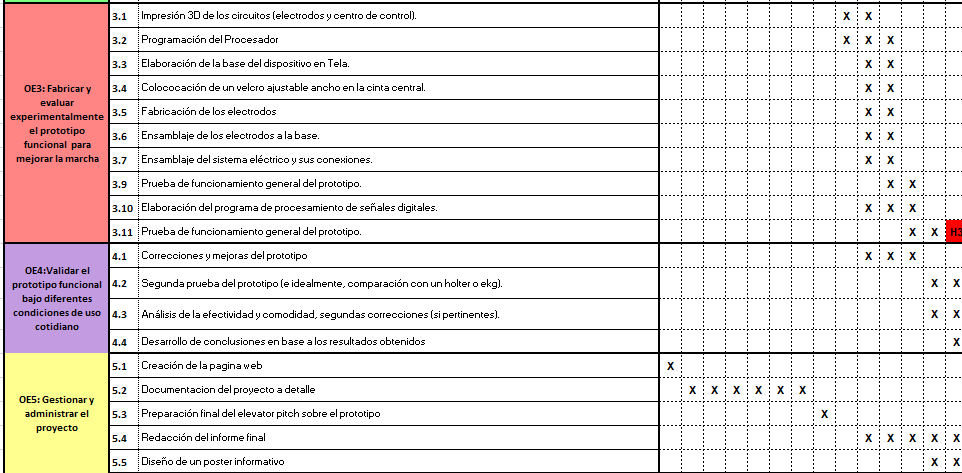 OE3: Fabricar y
evaluar
experimentalmente
el prototipo
funcional para
mejorar la marcha
3.1 Impresión 3D de los circuitos (electrodos y centro de control). X X
3.2 Programación del Procesador X X X
3.3 Elaboración de la base del dispositivo en Tela. X X
3.4 Colococación de un velcro ajustable ancho en la cinta central. X X
3.5 Fabricación de los electrodos X X
3.6 Ensamblaje de los electrodos a la base. X X
3.7 Ensamblaje del sistema eléctrico y sus conexiones. X X
3.9 Prueba de funcionamiento general del prototipo. X X
3.10 Elaboración del programa de procesamiento de señales digitales. X X X
3.11 Prueba de funcionamiento general del prototipo. X X
OE4:Validar el
prototipo funcional
bajo diferentes
condiciones de uso
cotidiano
4.1 Correcciones y mejoras del prototipo X X X
4.2 Segunda prueba del prototipo (e idealmente, comparación con un holter o ekg). X X
4.3 Análisis de la efectividad y comodidad, segundas correcciones (si pertinentes). X X
4.4 Desarrollo de conclusiones en base a los resultados obtenidos X
OE5: Gestionar y
administrar el
proyecto
5.1 Creación de la pagina web X
5.2 Documentacion del proyecto a detalle X X X X X X
5.3 Preparación final del elevator pitch sobre el prototipo X
5.4 Redacción del informe final X X X X X
5.5 Diseño de un poster informativo X X